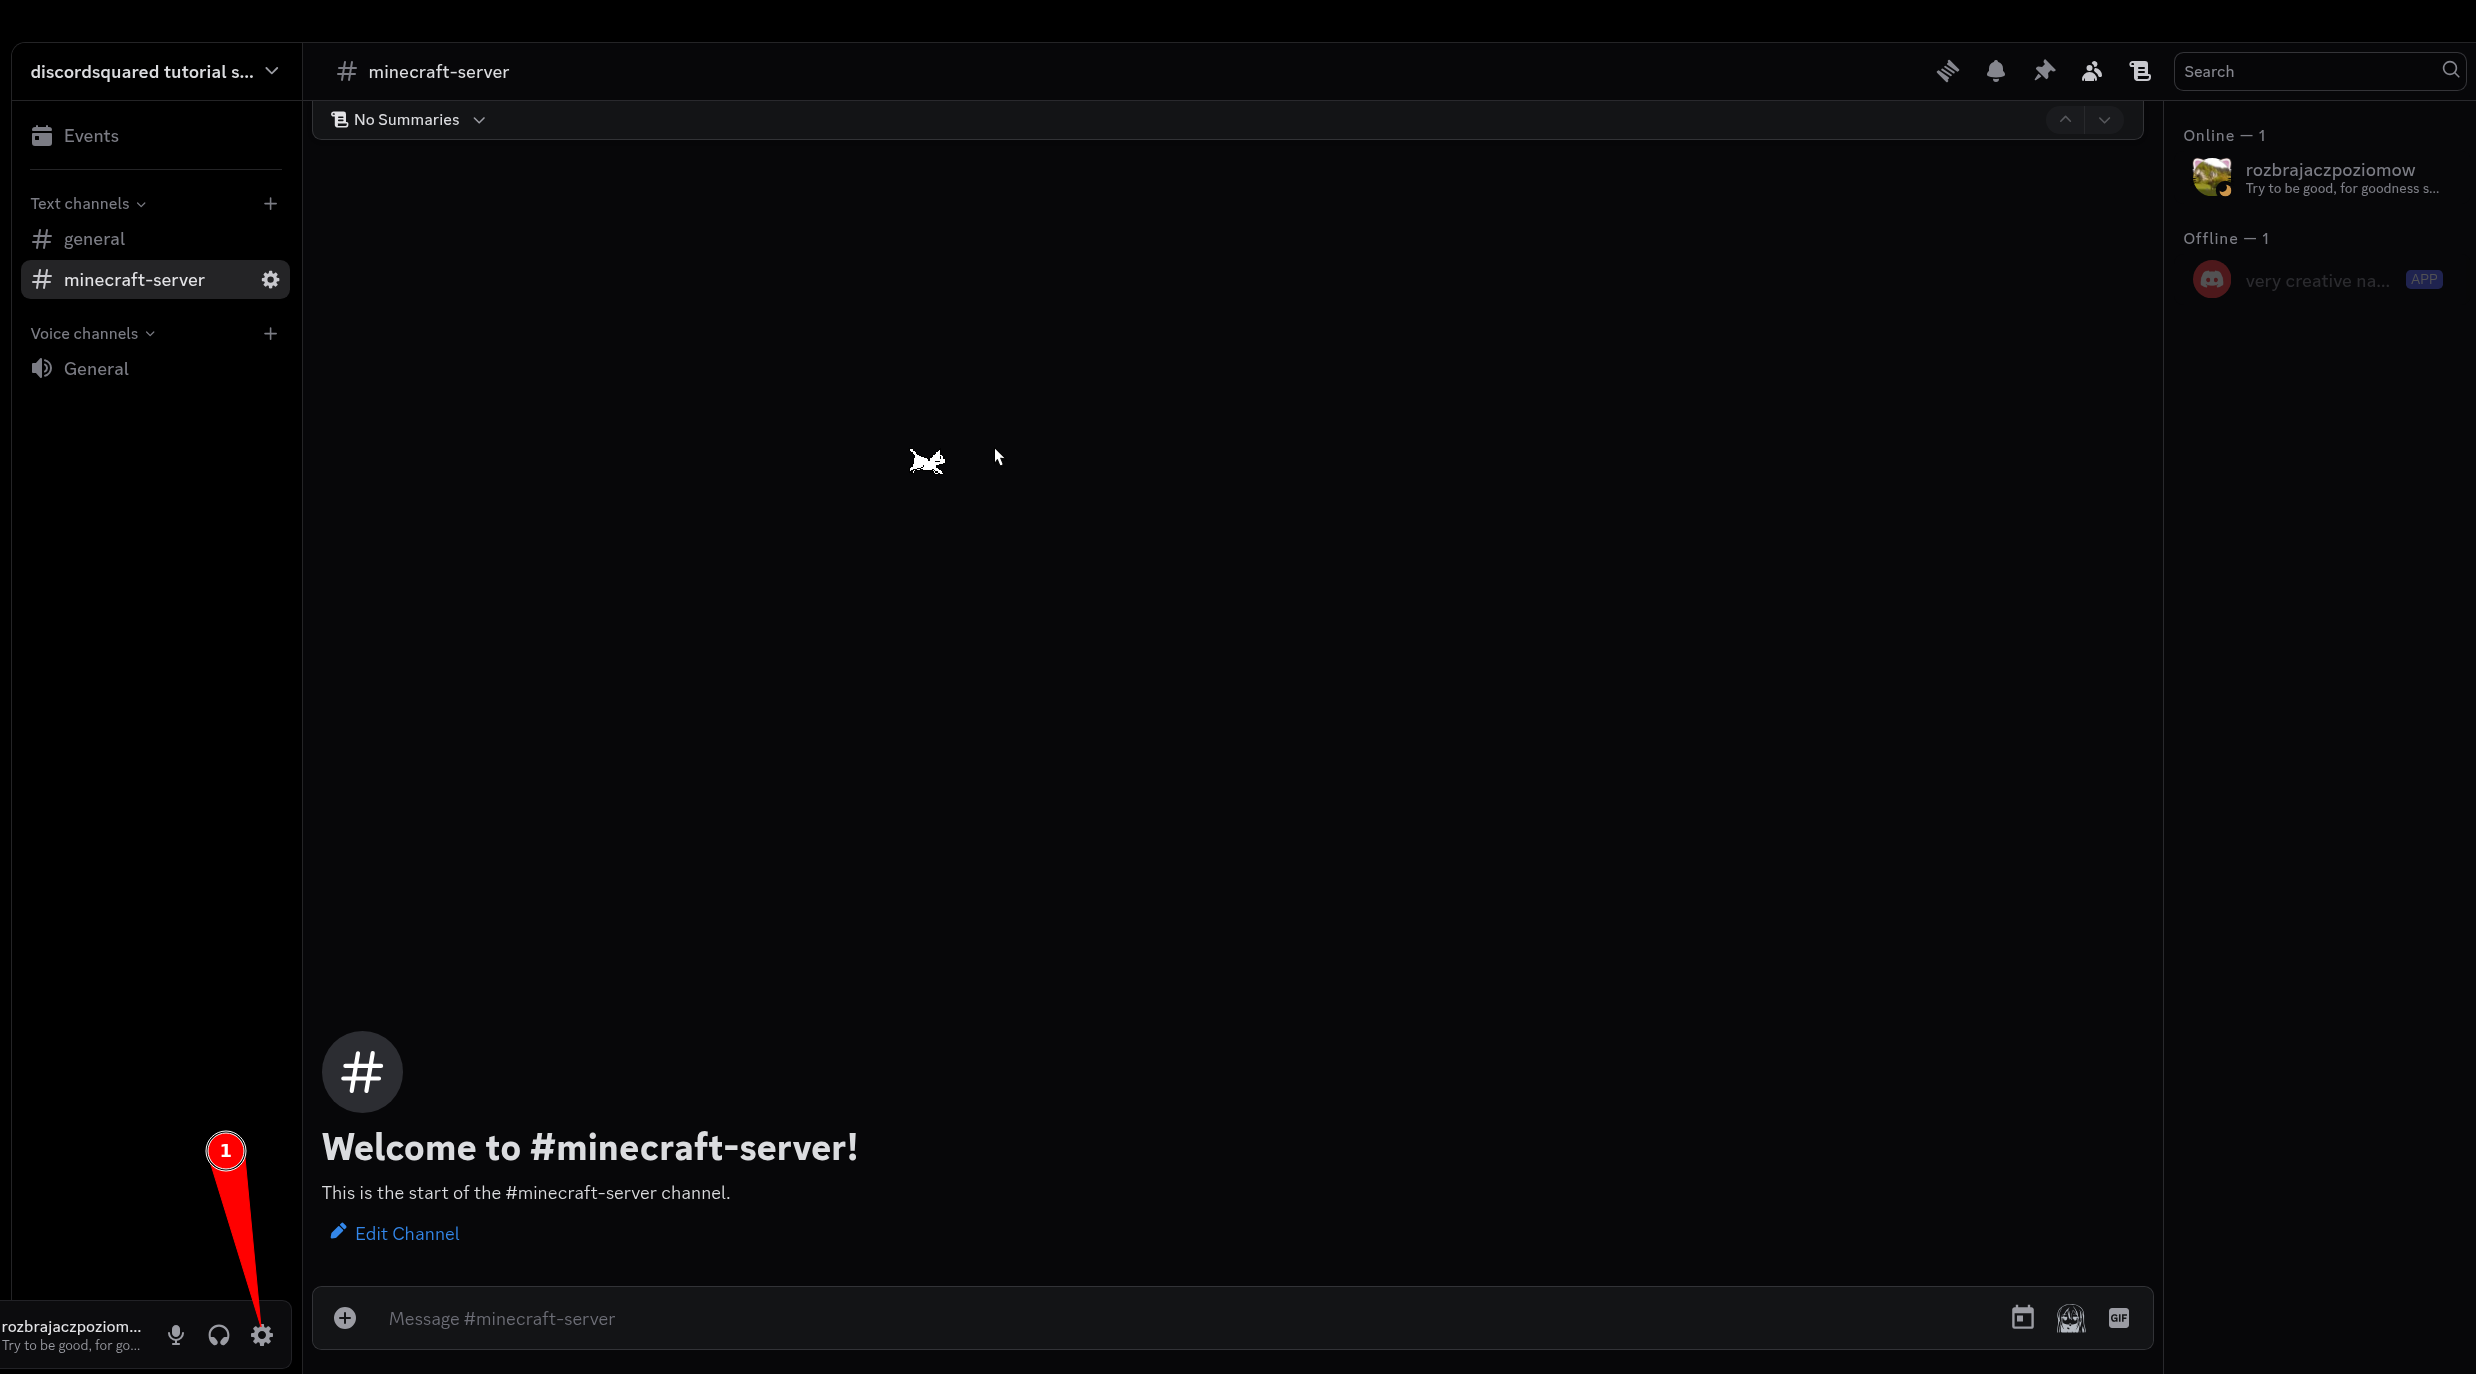 discordsquared tutorial s...
Events
Text channels
general
minecraft-server
Voice channels
General
rozbrajaczpoziom...
Try to be good, for go...
1
minecraft-server
No Summaries
Welcome to #minecraft-server!
This is the start of the #minecraft-server channel.
Edit Channel
Message #minecraft-server
GIF
Search
Online — 1
rozbrajaczpoziomow
Try to be good, for goodness s...
Offline — 1
very creative na... APP